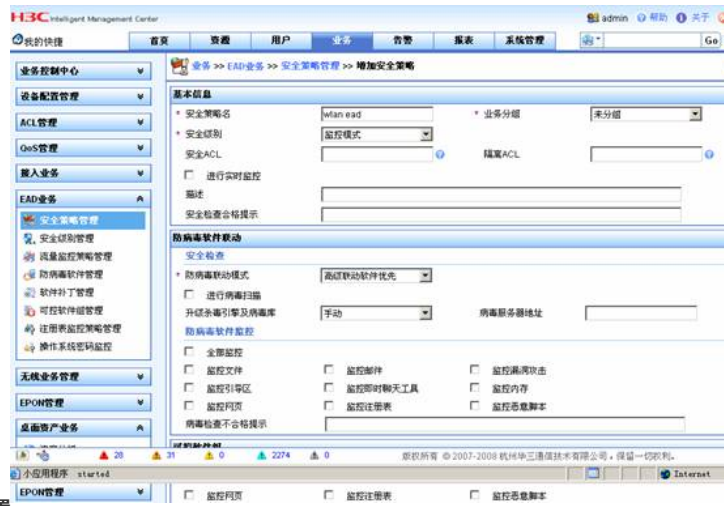 H3C Intelligent Management Center
admin 帮助 关于
我的快捷 首页 资源 用户 业务 告警 报表 系统管理 Go
业务 >> EAD业务 >> 安全策略管理 >> 增加安全策略
业务控制中心
设备配置管理
ACL管理
QoS管理
接入业务
EAD业务
安全策略管理
安全级别管理
流量监控策略管理
防病毒软件管理
软件补丁管理
可控软件组管理
注册表监控策略管理
操作系统密码监控
无线业务管理
EPON管理
桌面资产业务
基本信息
* 安全策略名 wlan ead * 业务分组 未分组
* 安全级别 监控模式
安全ACL 隔离ACL
进行实时监控
描述
安全检查合格提示
防病毒软件联动
安全检查
* 防病毒联动模式 高级联动软件优先
进行病毒扫描
升级杀毒引擎及病毒库 手动 病毒服务器地址
防病毒软件监控
全部监控
监控文件 监控邮件 监控漏洞攻击
监控引导区 监控即时聊天工具 监控内存
监控网页 监控注册表 监控恶意脚本
病毒检查不合格提示
可控软件组
28 31 0 2274 0 版权所有 © 2007-2008 杭州华三通信技术有限公司，保留一切权利。
小应用程序 started Internet
EPON管理 监控网页 监控注册表 监控恶意脚本